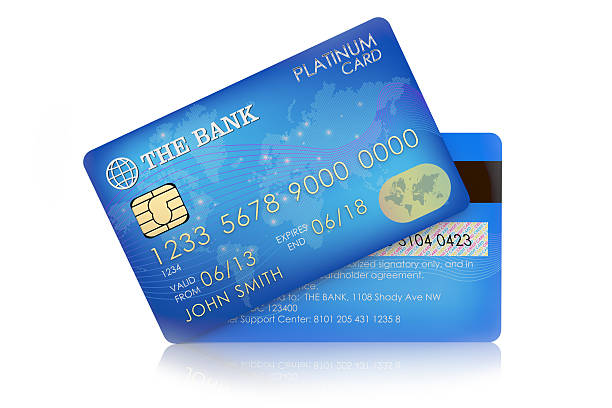 PLATINUM
CARD
THE BANK
1233 5678 9000 0000
1234
VALID
FROM
06/13
EXPIRES
END
06/18
JOHN SMITH
3104 0423
signatory only, and in
cardholder agreement.
to: THE BANK, 1108 Shody Ave NW
DC 123400
Support Center: 8101 205 431 1235 8